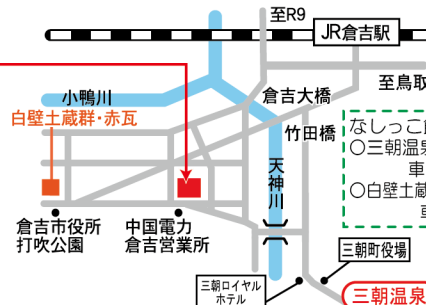 至R9
JR倉吉駅
至鳥取
小鴨川
倉吉大橋
白壁土蔵群・赤瓦
竹田橋
なしっこ
○三朝温泉
車
○白壁土蔵
天神川
倉吉市役所
打吹公園
中国電力
倉吉営業所
三朝町役場
三朝ロイヤル
ホテル
三朝温泉